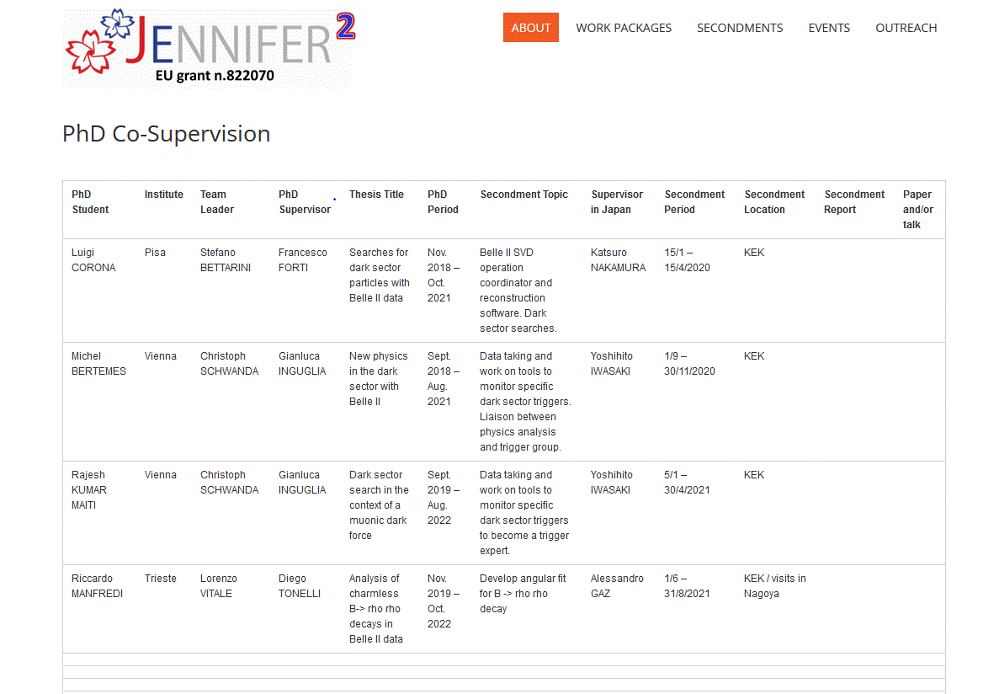 JENNIFER2
EU grant n.822070
ABOUT WORK PACKAGES SECONDMENTS EVENTS OUTREACH
PhD Co-Supervision
PhD Student Institute Team Leader PhD Supervisor Thesis Title PhD Period Secondment Topic Supervisor in Japan Secondment Period Secondment Location Secondment Report Paper and/or talk
Luigi CORONA Pisa Stefano BETTARINI Francesco FORTI Searches for dark sector particles with Belle II data Nov. 2018 – Oct. 2021 Belle II SVD operation coordinator and reconstruction software. Dark sector searches. Katsuro NAKAMURA 15/1 – 15/4/2020 KEK
Michel BERTEMES Vienna Christoph SCHWANDA Gianluca INGUGLIA New physics in the dark sector with Belle II Sept. 2018 – Aug. 2021 Data taking and work on tools to monitor specific dark sector triggers. Liaison between physics analysis and trigger group. Yoshihito IWASAKI 1/9 – 30/11/2020 KEK
Rajesh KUMAR MAITI Vienna Christoph SCHWANDA Gianluca INGUGLIA Dark sector search in the context of a muonic dark force Sept. 2019 – Aug. 2022 Data taking and work on tools to monitor specific dark sector triggers to become a trigger expert. Yoshihito IWASAKI 5/1 – 30/4/2021 KEK
Riccardo MANFREDI Trieste Lorenzo VITALE Diego TONELLI Analysis of charmless B-> rho rho decays in Belle II data Nov. 2019 – Oct. 2022 Develop angular fit for B -> rho rho decay Alessandro GAZ 1/6 – 31/8/2021 KEK / visits in Nagoya